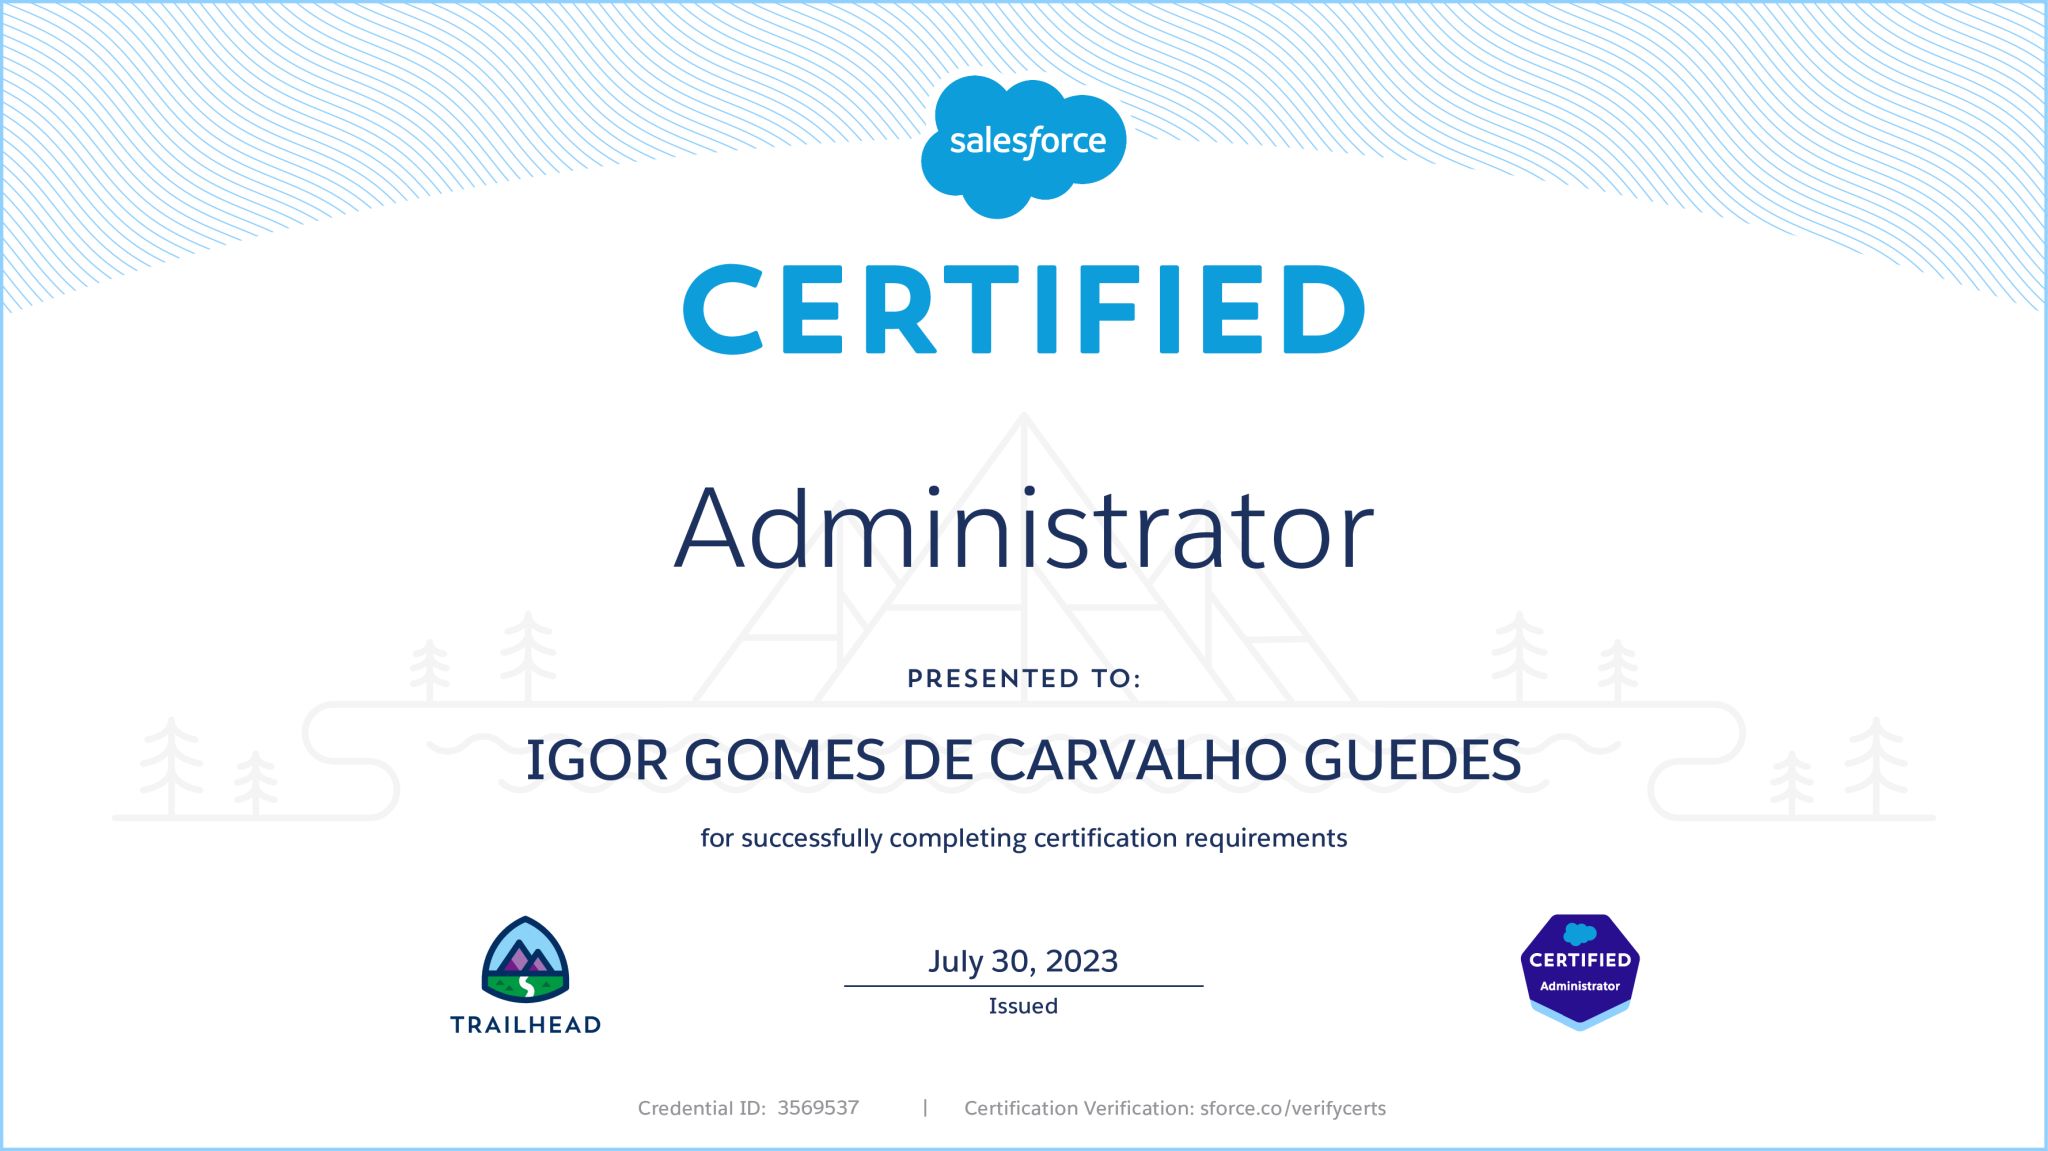 salesforce
CERTIFIED
Administrator
PRESENTED TO:
IGOR GOMES DE CARVALHO GUEDES
for successfully completing certification requirements
TRAILHEAD
July 30, 2023
Issued
CERTIFIED
Administrator
Credential ID: 3569537 | Certification Verification: sforce.co/verifycerts